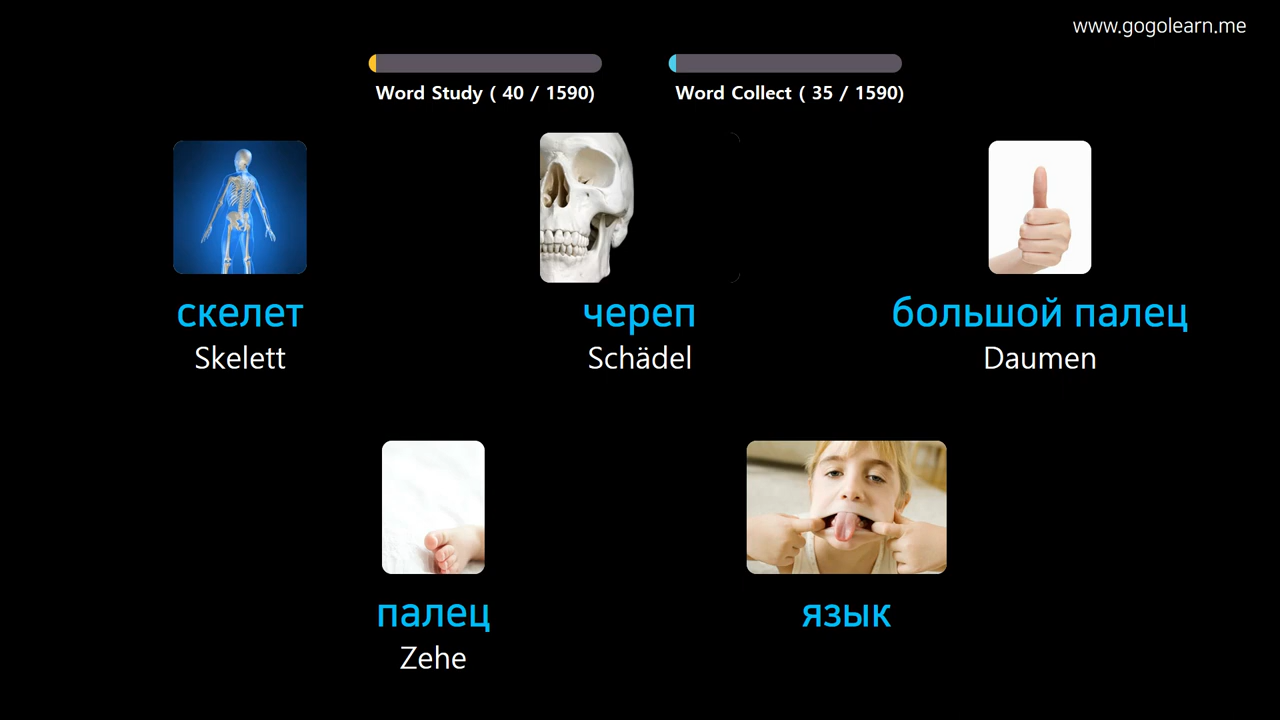 www.gogolearn.me
Word Study ( 40 / 1590)
Word Collect ( 35 / 1590)
скелет
Skelett
череп
Schädel
большой палец
Daumen
палец
Zehe
язык